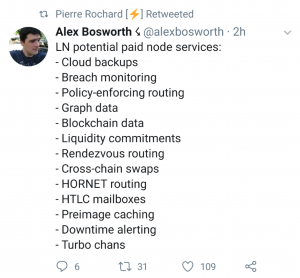 Pierre Rochard [⚡] Retweeted
Alex Bosworth ☇ @alexbosworth · 2h
LN potential paid node services:
- Cloud backups
- Breach monitoring
- Policy-enforcing routing
- Graph data
- Blockchain data
- Liquidity commitments
- Rendezvous routing
- Cross-chain swaps
- HORNET routing
- HTLC mailboxes
- Preimage caching
- Downtime alerting
- Turbo chans
6 31 109